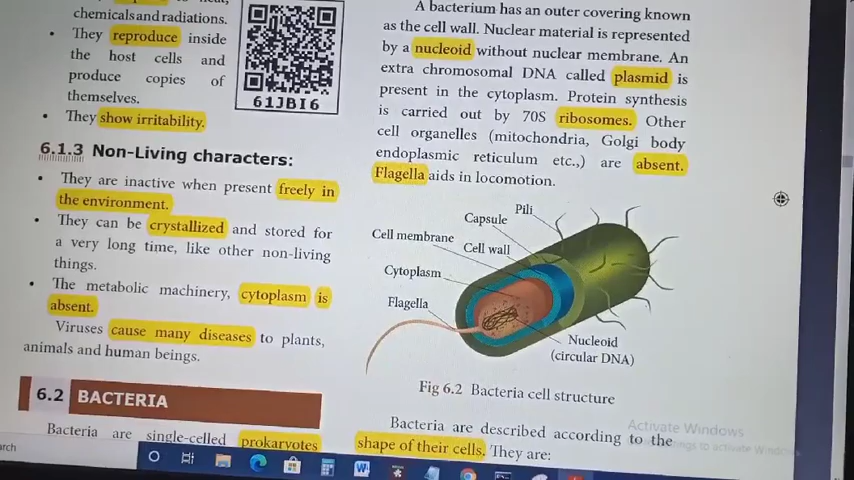 chemicals and radiations.
• They reproduce inside
the host cells and
produce copies of
themselves.
• They show irritability.
61JBI6
6.1.3 Non-Living characters:
• They are inactive when present freely in
the environment.
• They can be crystallized and stored for
a very long time, like other non-living
things.
• The metabolic machinery, cytoplasm is
absent.
Viruses cause many diseases to plants,
animals and human beings.
6.2 BACTERIA
Bacteria are single-celled prokaryotes
A bacterium has an outer covering known
as the cell wall. Nuclear material is represented
by a nucleoid without nuclear membrane. An
extra chromosomal DNA called plasmid is
present in the cytoplasm. Protein synthesis
is carried out by 70S ribosomes. Other
cell organelles (mitochondria, Golgi body
endoplasmic reticulum etc.,) are absent.
Flagella aids in locomotion.
Pili
Capsule
Cell membrane
Cell wall
Cytoplasm
Flagella
Nucleoid
(circular DNA)
Fig 6.2 Bacteria cell structure
Bacteria are described according to the
shape of their cells. They are:
Activate Windows
to activate Windows